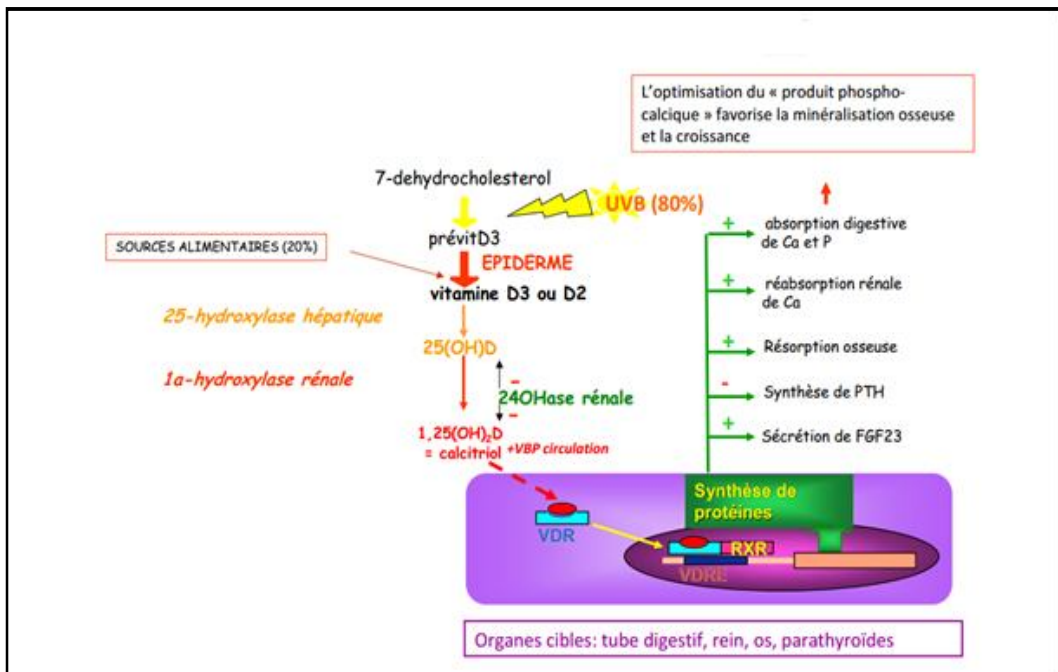 L'optimisation du « produit phospho-
calcique » favorise la minéralisation osseuse
et la croissance
7-dehydrocholesterol
UVB (80%)
prévitD3
SOURCES ALIMENTAIRES (20%)
EPIDERME
vitamine D3 ou D2
25-hydroxylase hépatique
25(OH)D
1a-hydroxylase rénale
-
24OHase rénale
-
1,25(OH)₂D
= calcitriol
+VBP circulation
+
absorption digestive
de Ca et P
+
réabsorption rénale
de Ca
+
Résorption osseuse
-
Synthèse de PTH
+
Sécrétion de FGF23
Synthèse de
protéines
VDR
RXR
VDRE
Organes cibles: tube digestif, rein, os, parathyroïdes